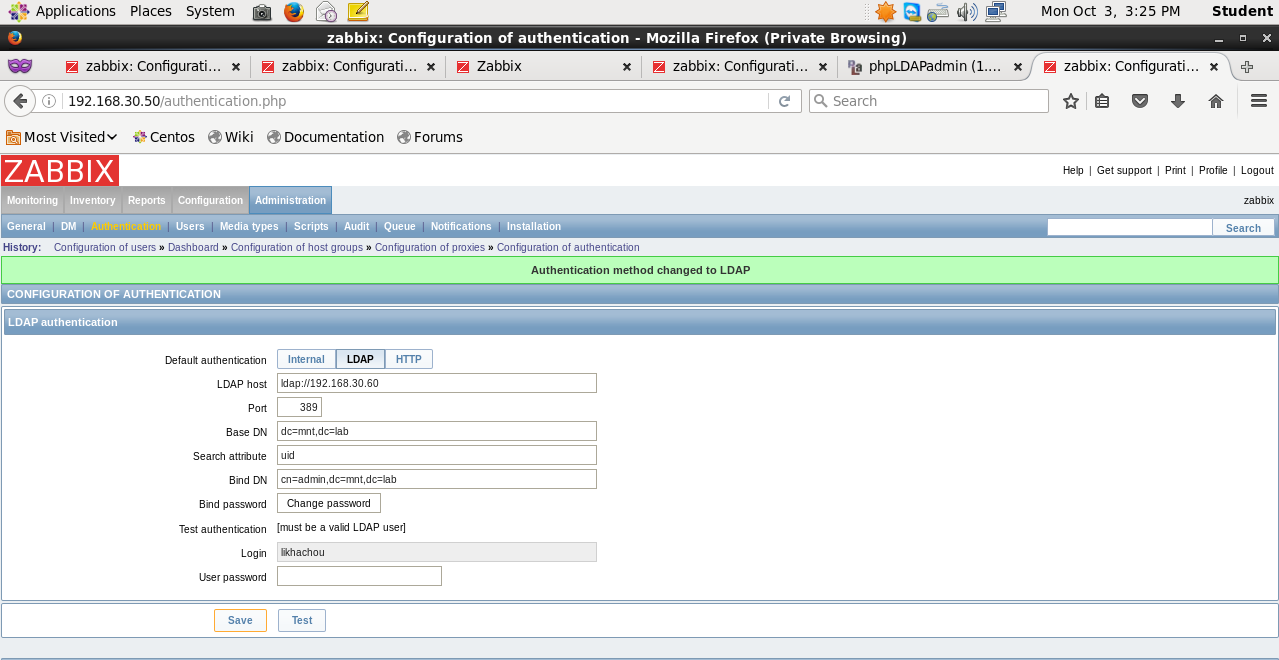 Applications Places System Mon Oct 3, 3:25 PM Student
zabbix: Configuration of authentication - Mozilla Firefox (Private Browsing)
zabbix: Configurati... × zabbix: Configurati... × Zabbix × zabbix: Configurati... × phpLDAPadmin (1.... × zabbix: Configurati... ×
192.168.30.50/authentication.php Search
Most Visited Centos Wiki Documentation Forums
ZABBIX
Help | Get support | Print | Profile | Logout
Monitoring Inventory Reports Configuration Administration zabbix
General | DM | Authentication | Users | Media types | Scripts | Audit | Queue | Notifications | Installation Search
History: Configuration of users » Dashboard » Configuration of host groups » Configuration of proxies » Configuration of authentication
Authentication method changed to LDAP
CONFIGURATION OF AUTHENTICATION
LDAP authentication
Default authentication Internal LDAP HTTP
LDAP host ldap://192.168.30.60
Port 389
Base DN dc=mnt,dc=lab
Search attribute uid
Bind DN cn=admin,dc=mnt,dc=lab
Bind password Change password
Test authentication [must be a valid LDAP user]
Login likhachou
User password
Save Test